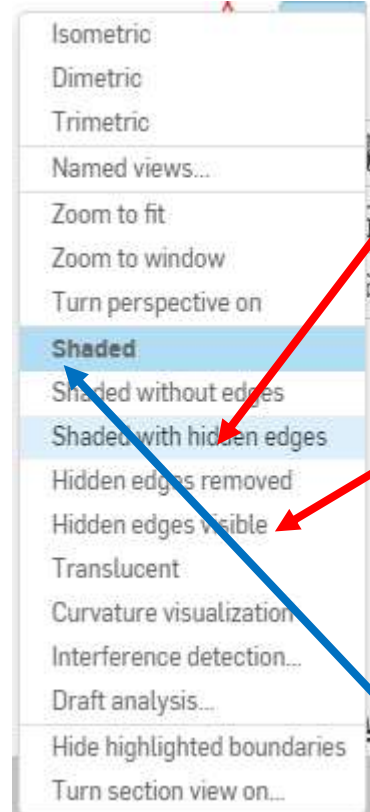 Isometric
Dimetric
Trimetric
Named views...
Zoom to fit
Zoom to window
Turn perspective on
Shaded
Shaded without edges
Shaded with hidden edges
Hidden edges removed
Hidden edges visible
Translucent
Curvature visualization
Interference detection...
Draft analysis...
Hide highlighted boundaries
Turn section view on...